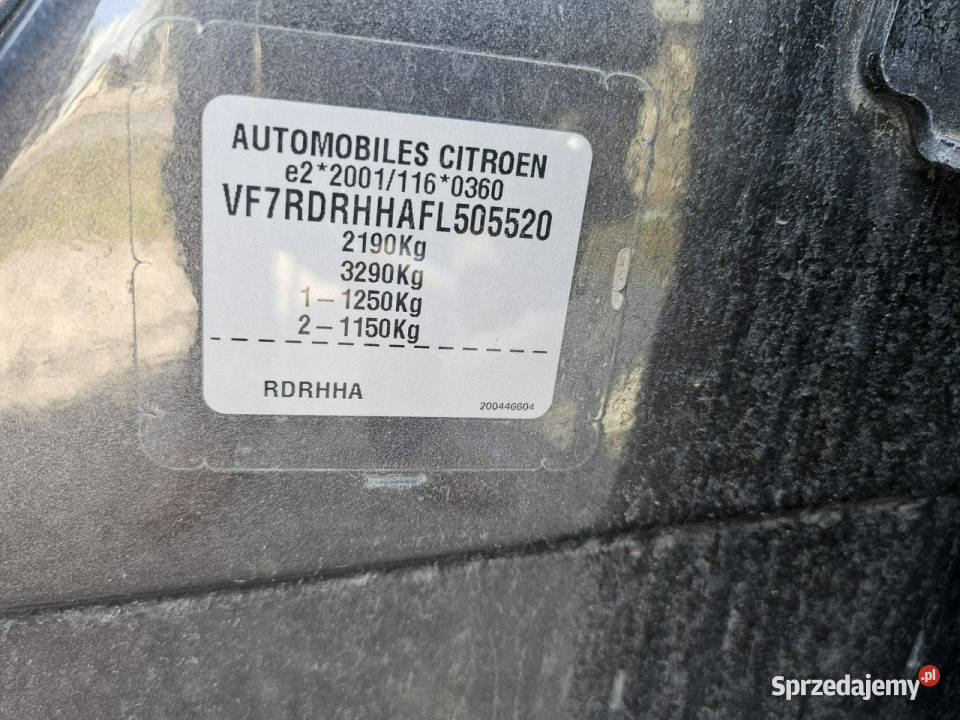 AUTOMOBILES CITROEN
e2*2001/116*0360
VF7RDRHHAFL505520
2190Kg
3290Kg
1-1250Kg
2-1150Kg
RDRHHA
200446604
Sprzedajemy.pl